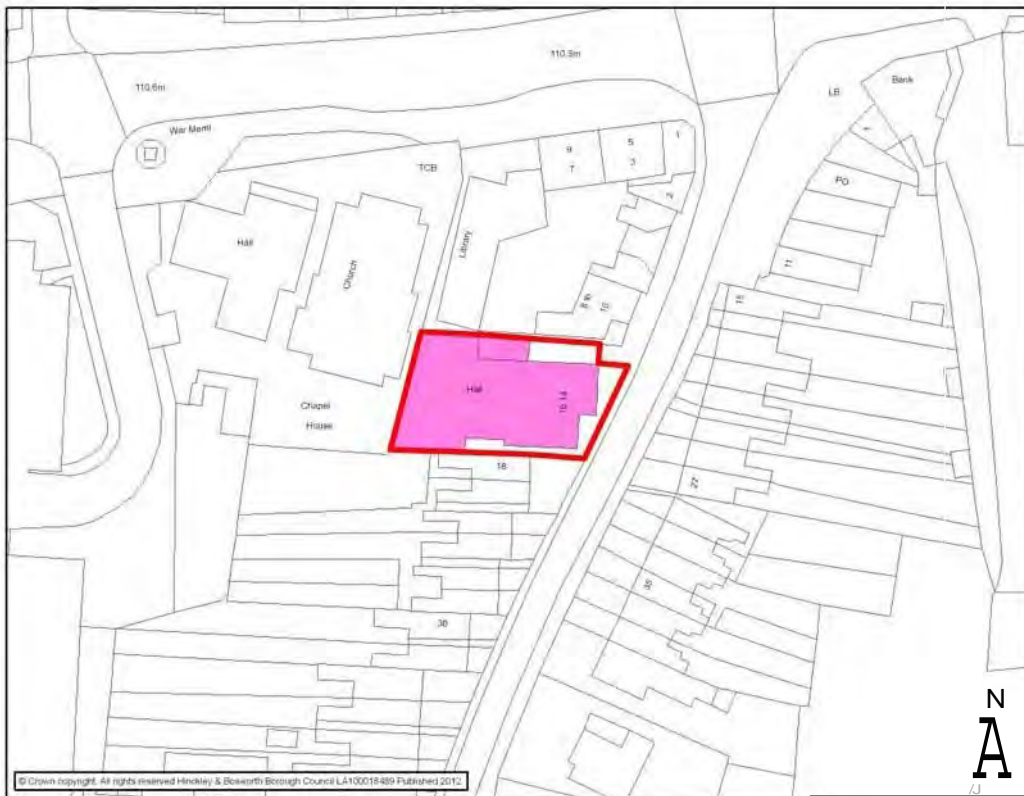 110.3m
110.6m
Bank
LB
War Meml
1
5
9
1
TCB
3
7
PO
2
Hall
Library
11
Church
8 to
10
15
Hall
Chapel
House
18
22
35
30
N
A
© Crown copyright. All rights reserved Hinckley & Bosworth Borough Council LA100018489 Published 2012